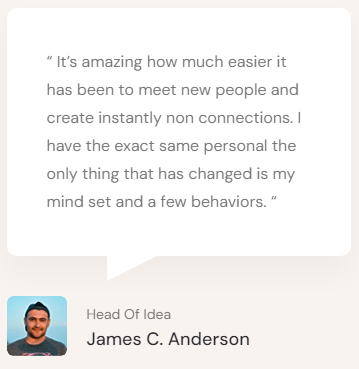 “ It’s amazing how much easier it
has been to meet new people and
create instantly non connections. I
have the exact same personal the
only thing that has changed is my
mind set and a few behaviors. “
Head Of Idea
James C. Anderson